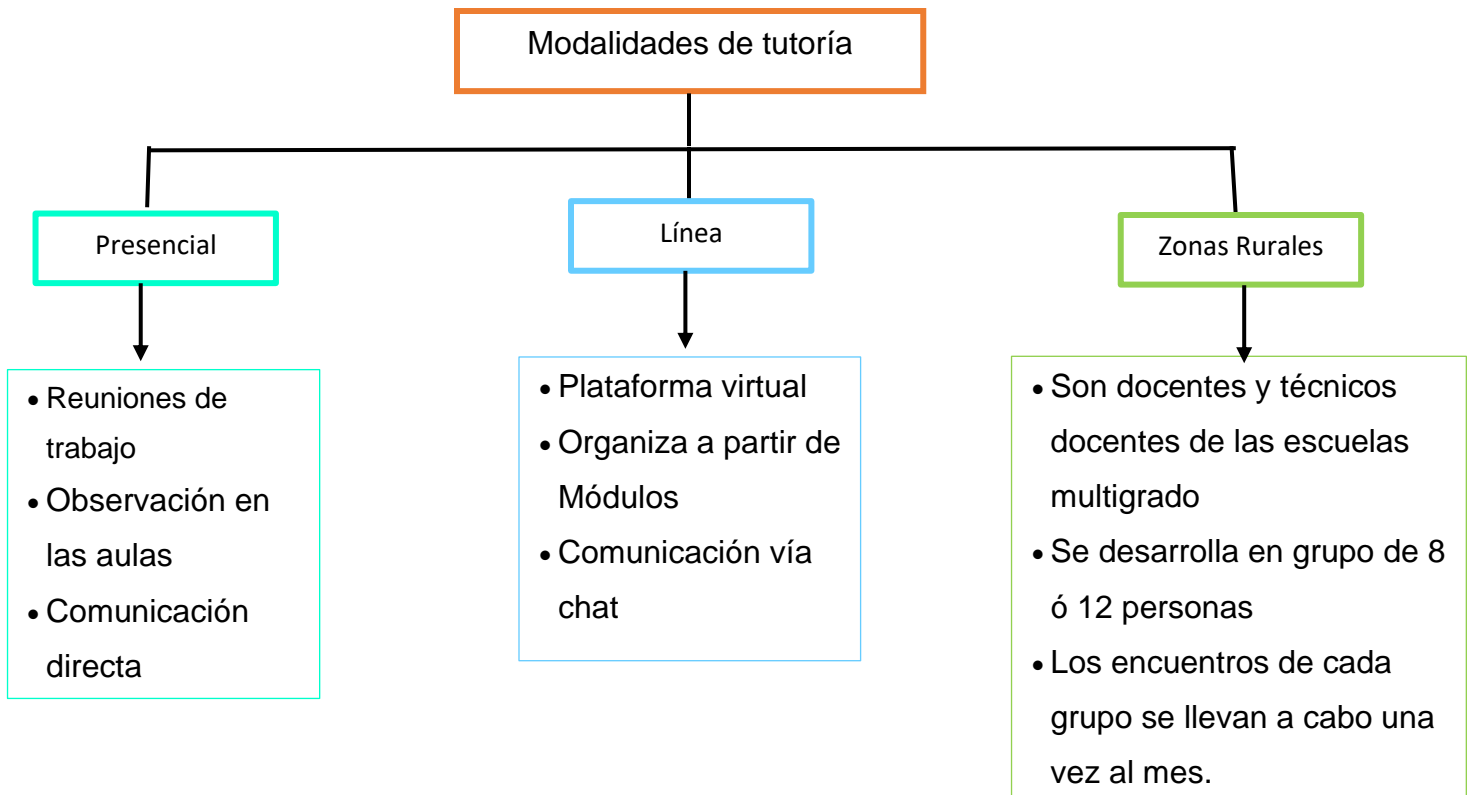 Modalidades de tutoría
Presencial
Línea
Zonas Rurales
• Reuniones de
trabajo
• Observación en
las aulas
• Comunicación
directa
• Plataforma virtual
• Organiza a partir de
Módulos
• Comunicación vía
chat
• Son docentes y técnicos
docentes de las escuelas
multigrado
• Se desarrolla en grupo de 8
ó 12 personas
• Los encuentros de cada
grupo se llevan a cabo una
vez al mes.